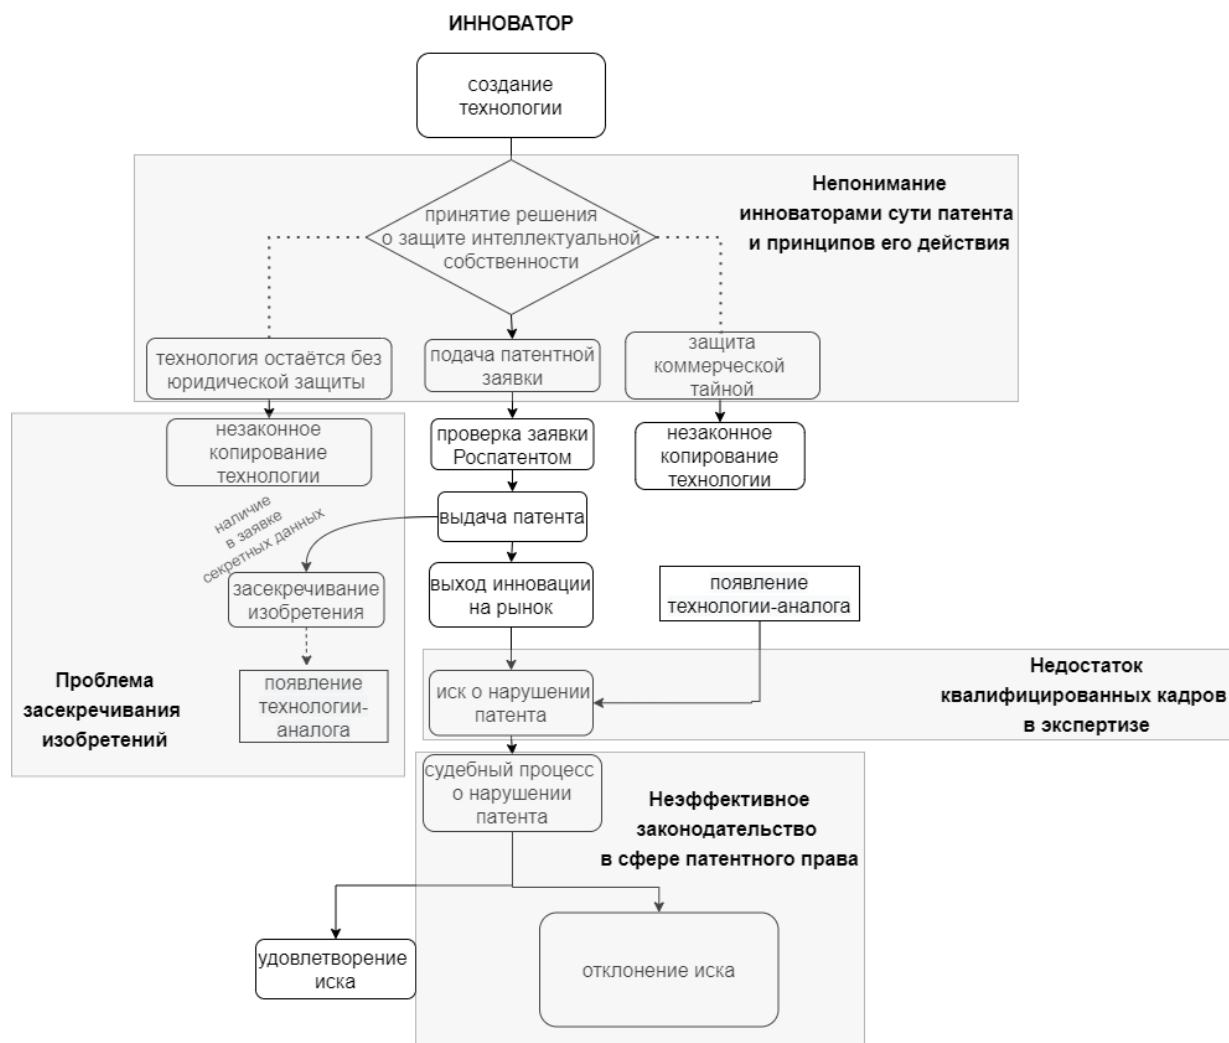 ИННОВАТОР
создание
технологии
Непонимание
инноваторами сути патента
и принципов его действия
принятие решения
о защите интеллектуальной
собственности
технология остаётся без
юридической защиты
подача патентной
заявки
защита
коммерческой
тайной
незаконное
копирование
технологии
проверка заявки
Роспатентом
незаконное
копирование
технологии
наличие
в заявке
секретных данных
выдача патента
засекречивание
изобретения
выход инновации
на рынок
появление
технологии-аналога
Проблема
засекречивания
изобретений
появление
технологии-
аналога
иск о нарушении
патента
Недостаток
квалифицированных кадров
в экспертизе
судебный процесс
о нарушении
патента
Неэффективное
законодательство
в сфере патентного права
удовлетворение
иска
отклонение иска